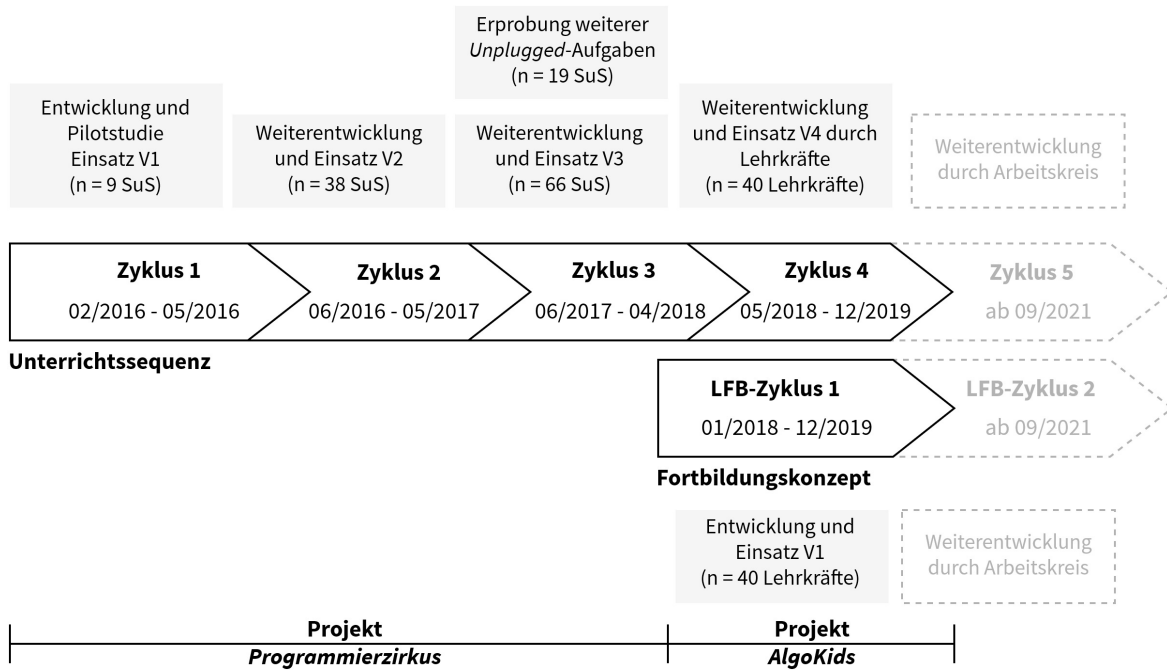 Erprobung weiterer
Unplugged-Aufgaben
(n = 19 SuS)
Entwicklung und
Pilotstudie
Einsatz V1
(n = 9 SuS)
Weiterentwicklung
und Einsatz V2
(n = 38 SuS)
Weiterentwicklung
und Einsatz V3
(n = 66 SuS)
Weiterentwicklung
und Einsatz V4 durch
Lehrkräfte
(n = 40 Lehrkräfte)
Weiterentwicklung
durch Arbeitskreis
Zyklus 1
02/2016 - 05/2016
Zyklus 2
06/2016 - 05/2017
Zyklus 3
06/2017 - 04/2018
Zyklus 4
05/2018 - 12/2019
Zyklus 5
ab 09/2021
Unterrichtssequenz
LFB-Zyklus 1
01/2018 - 12/2019
LFB-Zyklus 2
ab 09/2021
Fortbildungskonzept
Entwicklung und
Einsatz V1
(n = 40 Lehrkräfte)
Weiterentwicklung
durch Arbeitskreis
Projekt
Programmierzirkus
Projekt
AlgoKids